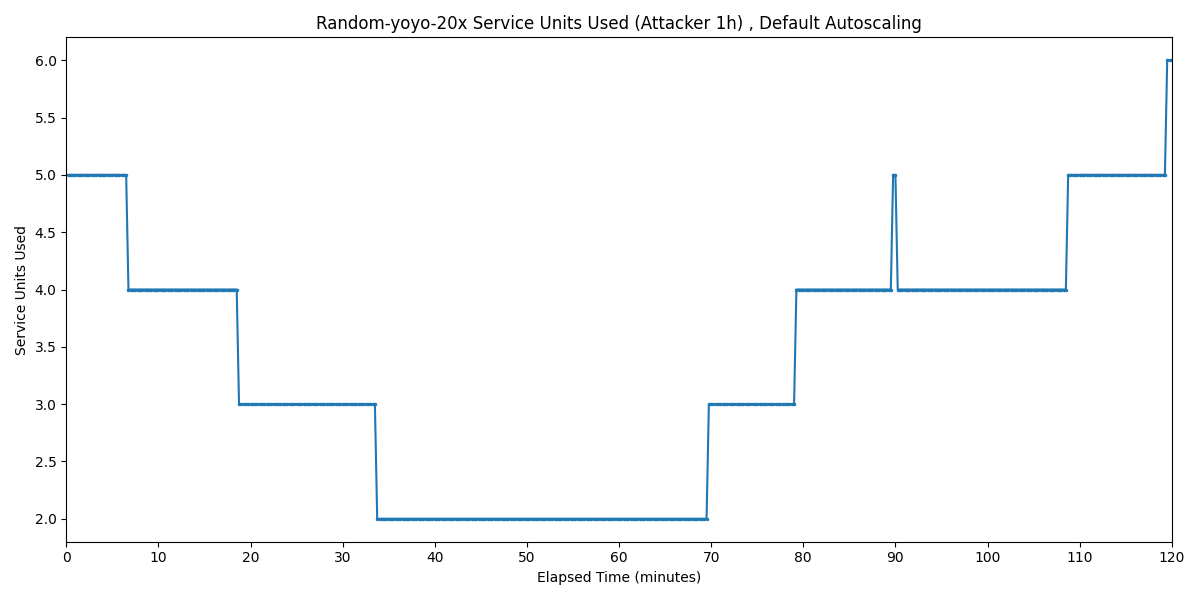 Random-yoyo-20x Service Units Used (Attacker 1h) , Default Autoscaling
Service Units Used
6.0
5.5
5.0
4.5
4.0
3.5
3.0
2.5
2.0
0 10 20 30 40 50 60 70 80 90 100 110 120
Elapsed Time (minutes)